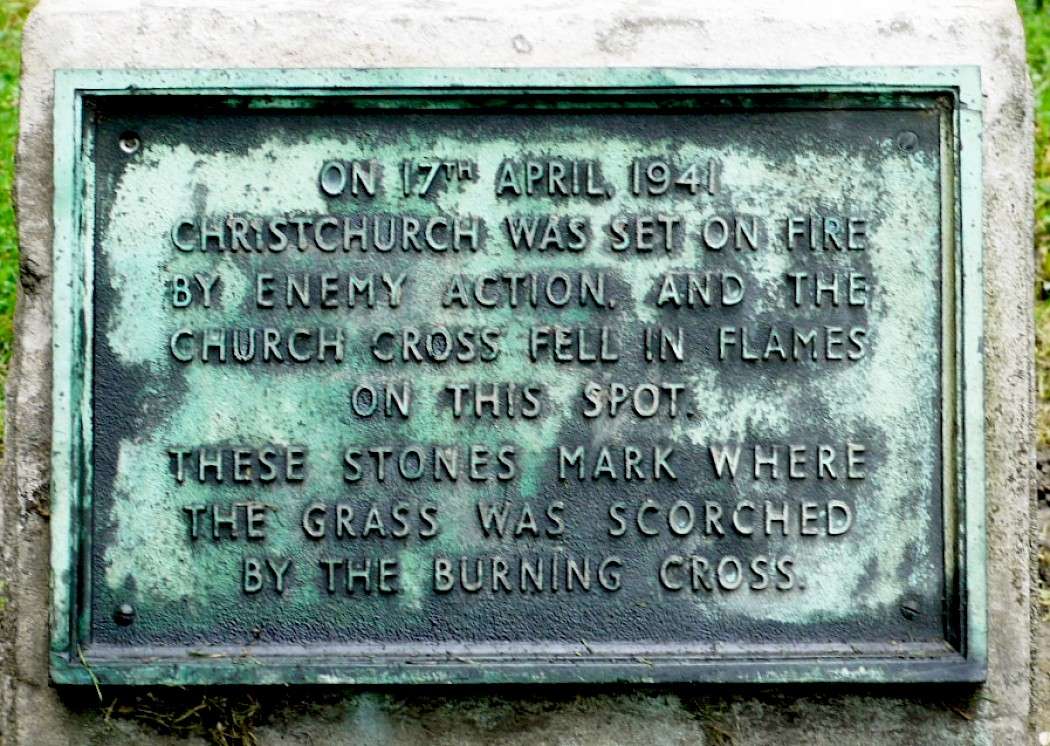 ON 17TH APRIL, 1941
CHRISTCHURCH WAS SET ON FIRE
BY ENEMY ACTION, AND THE
CHURCH CROSS FELL IN FLAMES
ON THIS SPOT.
THESE STONES MARK WHERE
THE GRASS WAS SCORCHED
BY THE BURNING CROSS.